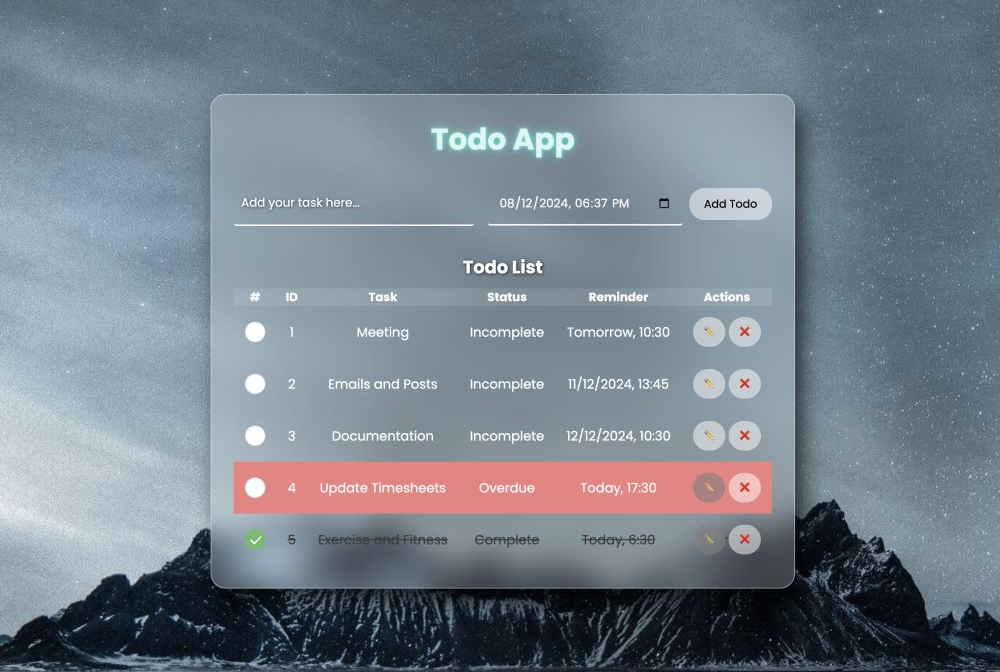 Todo App
Add your task here...
08/12/2024, 06:37 PM
Add Todo
Todo List
# ID Task Status Reminder Actions
1 Meeting Incomplete Tomorrow, 10:30
2 Emails and Posts Incomplete 11/12/2024, 13:45
3 Documentation Incomplete 12/12/2024, 10:30
4 Update Timesheets Overdue Today, 17:30
5 Exercise and Fitness Complete Today, 6:30